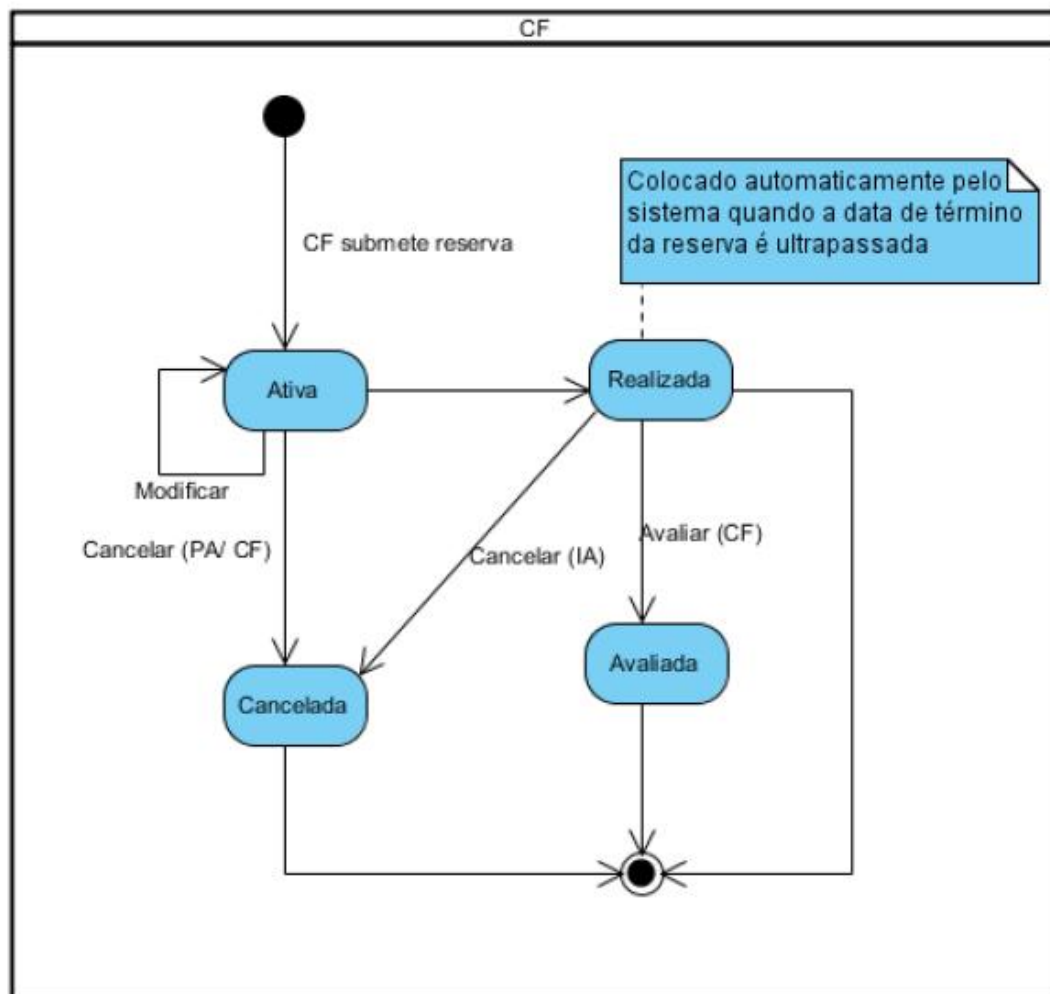 CF
CF submete reserva
Colocado automaticamente pelo
sistema quando a data de término
da reserva é ultrapassada
Ativa
Realizada
Modificar
Cancelar (PA/ CF)
Cancelar (IA)
Avaliar (CF)
Cancelada
Avaliada